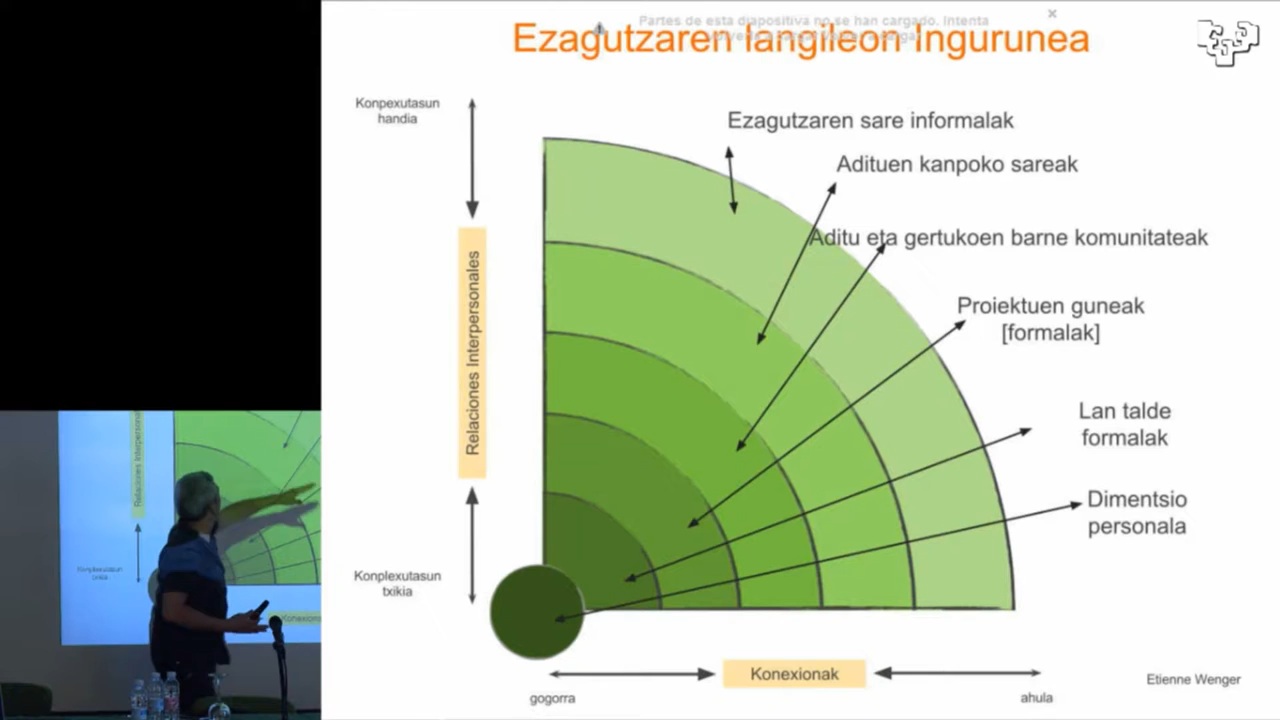 Partes de esta diapositiva no se han cargado. Intenta
Ezagutzaren langileon Ingurunea
Konpexutasun
handia
Ezagutzaren sare informalak
Adituen kanpoko sareak
Aditu eta gertukoen barne komunitateak
Relaciones Interpersonales
Proiektuen guneak
[formalak]
Lan talde
formalak
Dimentsio
personala
Konplexutasun
txikia
Konexionak
gogorra
ahula
Etienne Wenger